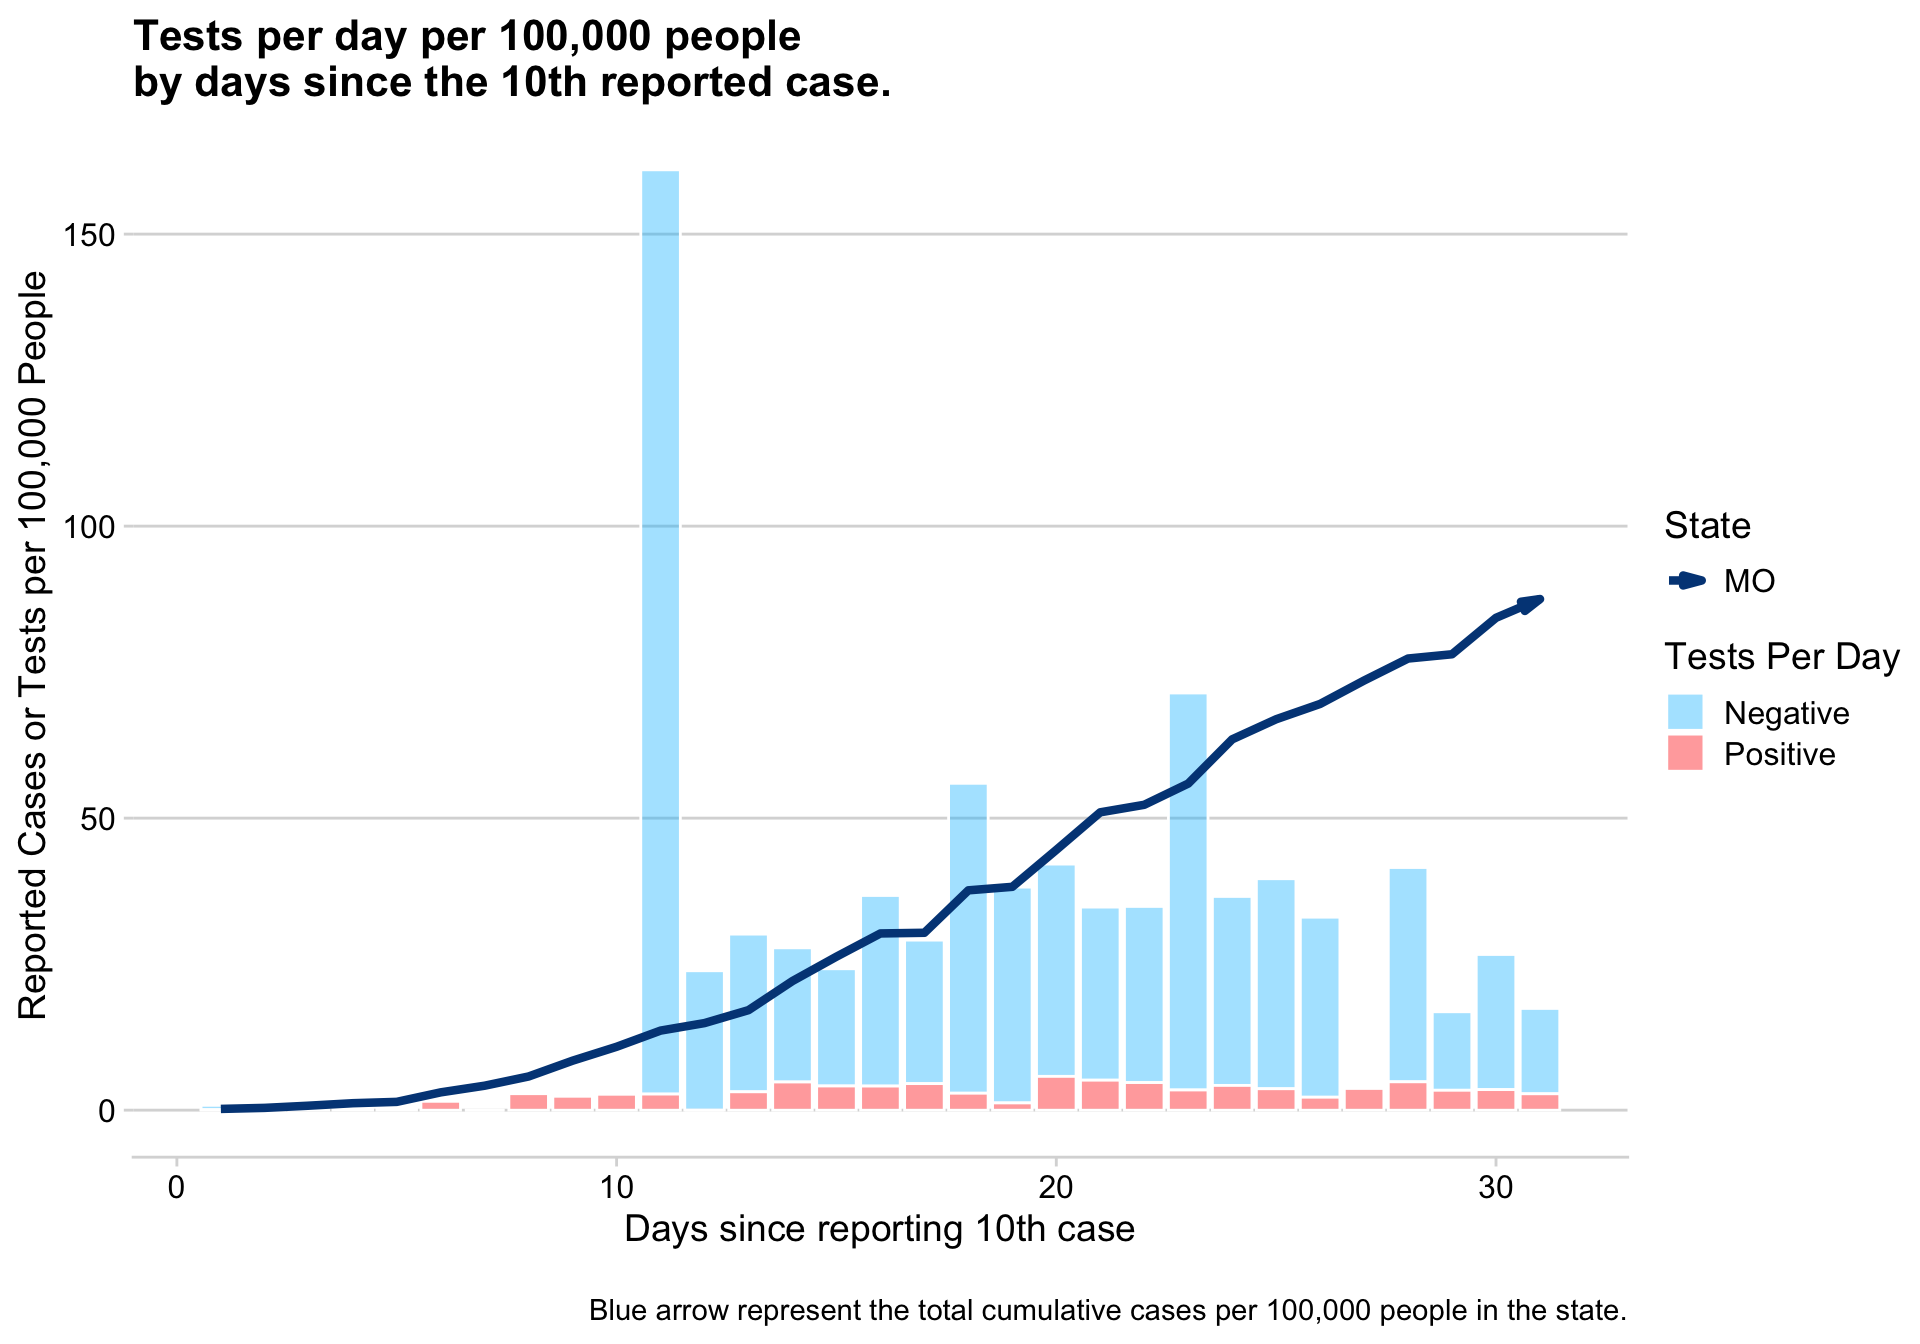 Tests per day per 100,000 people
by days since the 10th reported case.
Reported Cases or Tests per 100,000 People
150
100
50
0
0
10
20
30
Days since reporting 10th case
State
MO
Tests Per Day
Negative
Positive
Blue arrow represent the total cumulative cases per 100,000 people in the state.